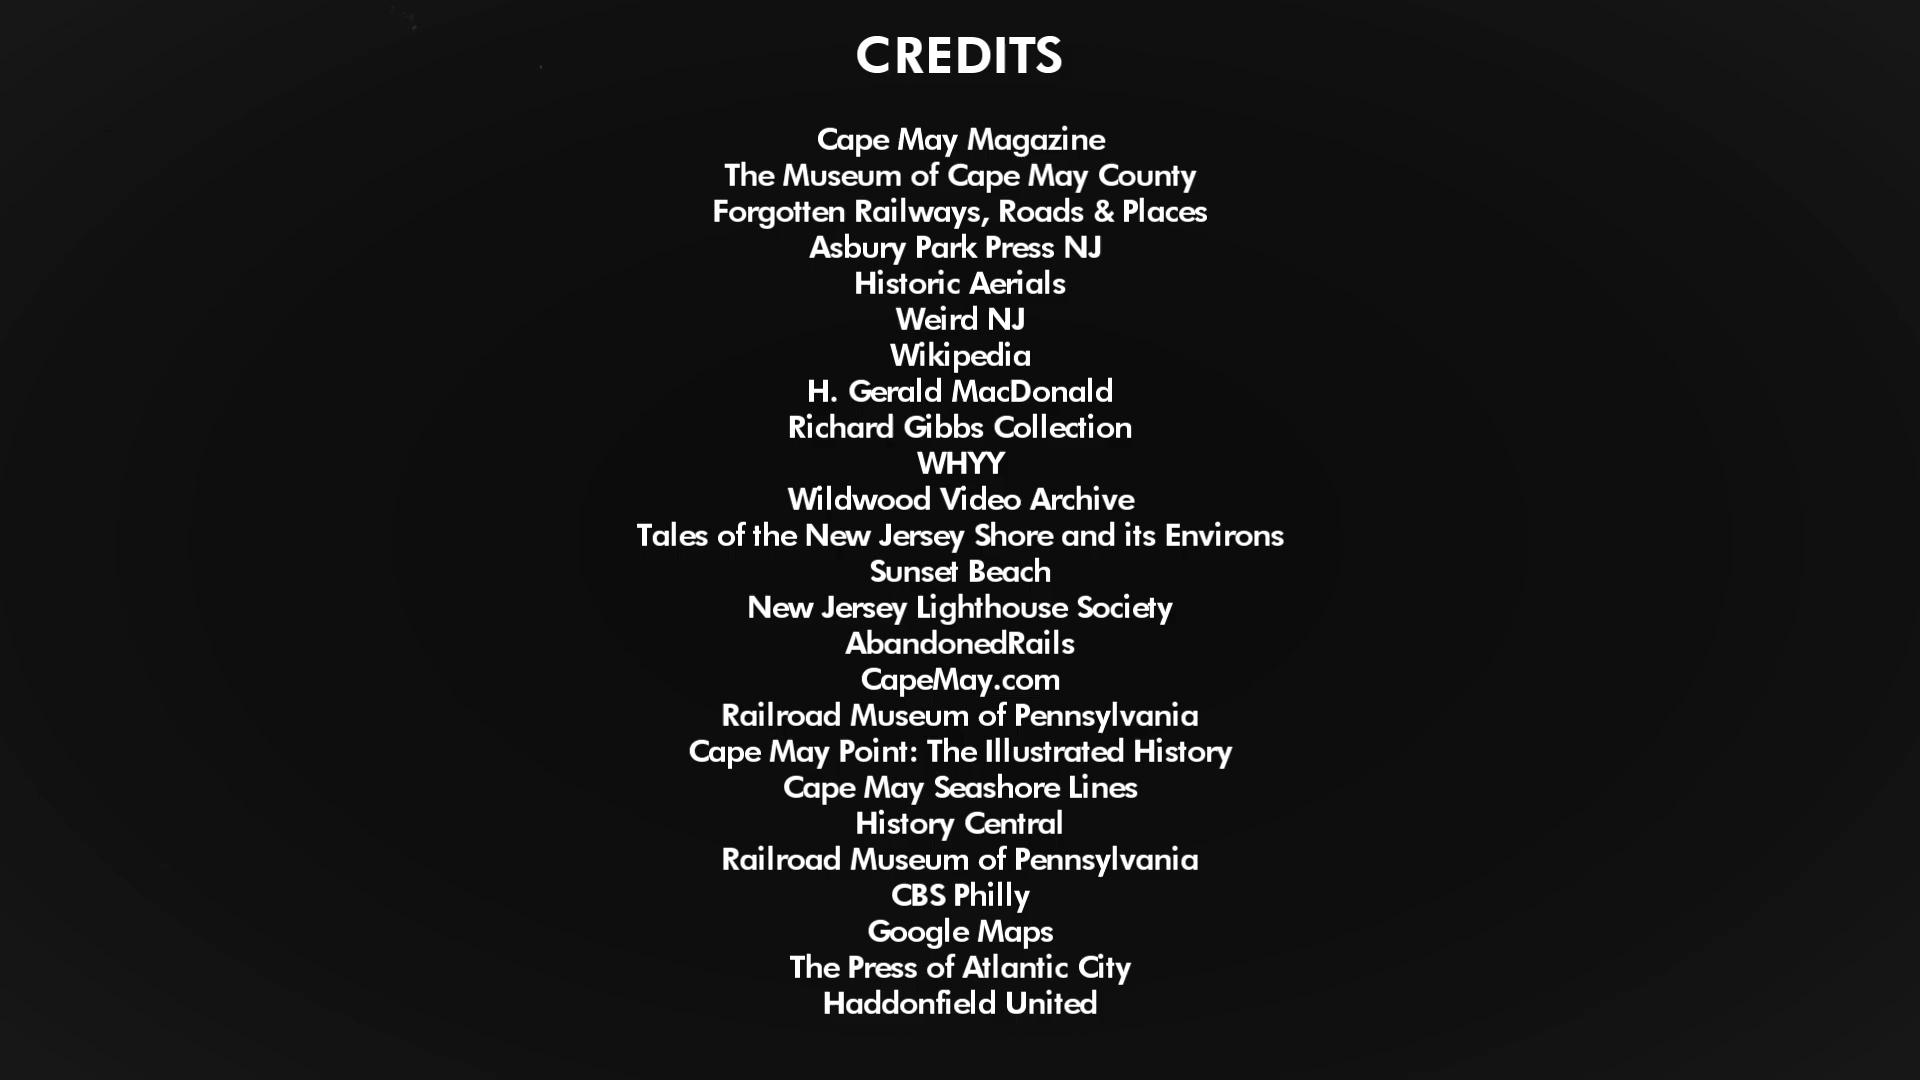 CREDITS
Cape May Magazine
The Museum of Cape May County
Forgotten Railways, Roads & Places
Asbury Park Press NJ
Historic Aerials
Weird NJ
Wikipedia
H. Gerald MacDonald
Richard Gibbs Collection
WHYY
Wildwood Video Archive
Tales of the New Jersey Shore and its Environs
Sunset Beach
New Jersey Lighthouse Society
AbandonedRails
CapeMay.com
Railroad Museum of Pennsylvania
Cape May Point: The Illustrated History
Cape May Seashore Lines
History Central
Railroad Museum of Pennsylvania
CBS Philly
Google Maps
The Press of Atlantic City
Haddonfield United